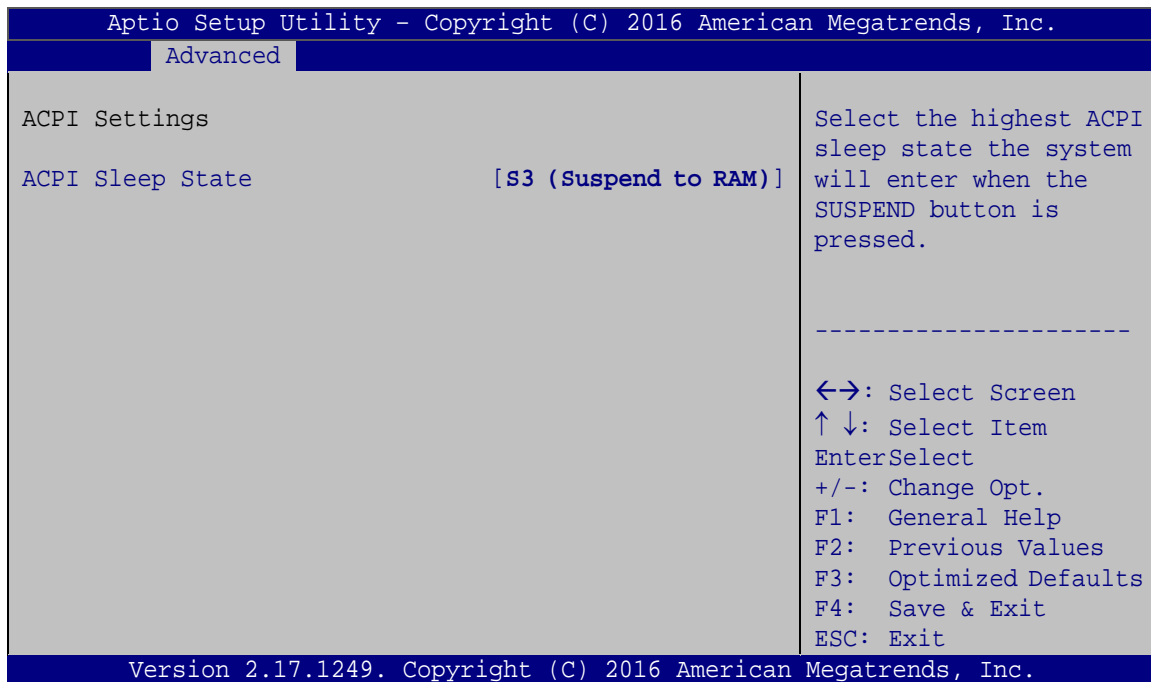 Aptio Setup Utility – Copyright (C) 2016 American Megatrends, Inc.
Advanced
ACPI Settings
ACPI Sleep State [S3 (Suspend to RAM)]
Select the highest ACPI
sleep state the system
will enter when the
SUSPEND button is
pressed.
----------------------
←→: Select Screen
↑ ↓: Select Item
EnterSelect
+/-: Change Opt.
F1: General Help
F2: Previous Values
F3: Optimized Defaults
F4: Save & Exit
ESC: Exit
Version 2.17.1249. Copyright (C) 2016 American Megatrends, Inc.